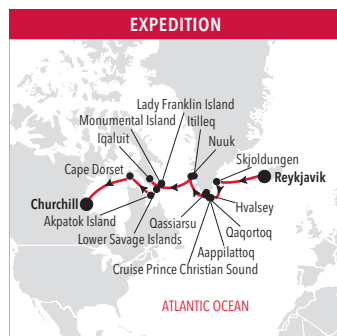 EXPEDITION
Lady Franklin Island
Monumental Island
Itilleq
Iqaluit
Nuuk
Skjoldungen
Cape Dorset
Reykjavik
Churchill
Hvalsey
Akpatok Island
Qassiarsu
Qaqortoq
Lower Savage Islands
Aappilattoq
Cruise Prince Christian Sound
ATLANTIC OCEAN